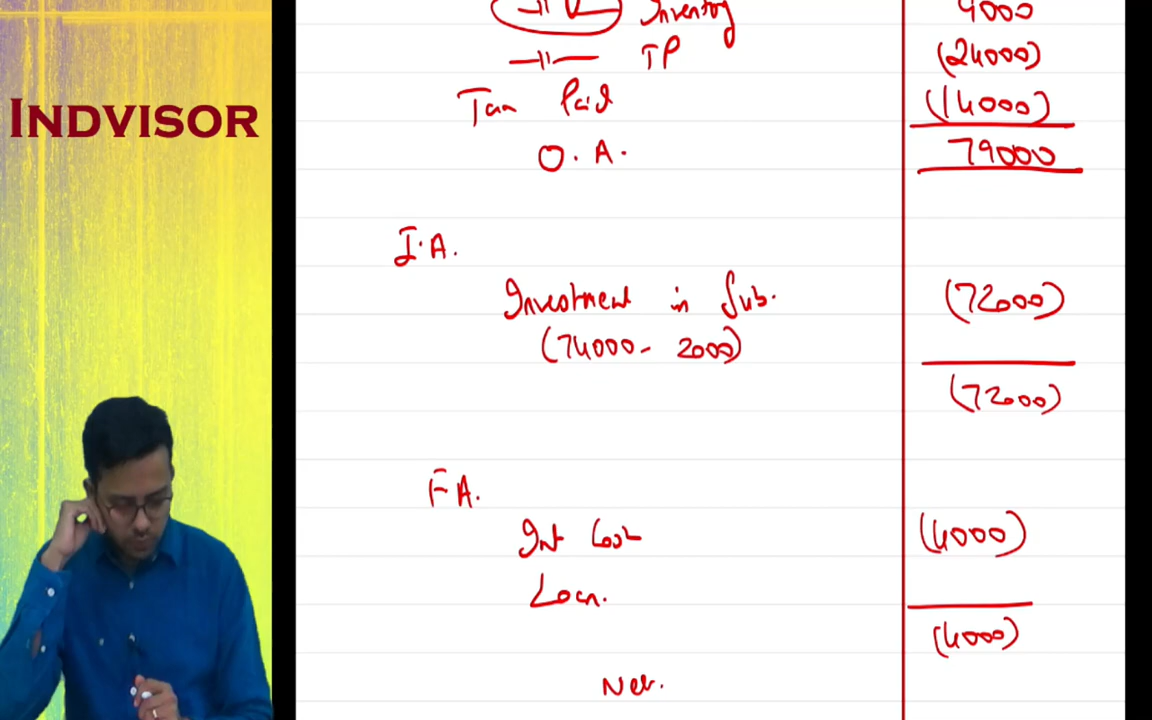 INDVISOR
Inventory 4000
TP (24000)
Tax Paid (14000)
O.A. 79000
I.A.
Investment in Sub. (72000)
(74000- 2000)
(72000)
F A.
Int Cost (4000)
Loan.
(4000)
Net.